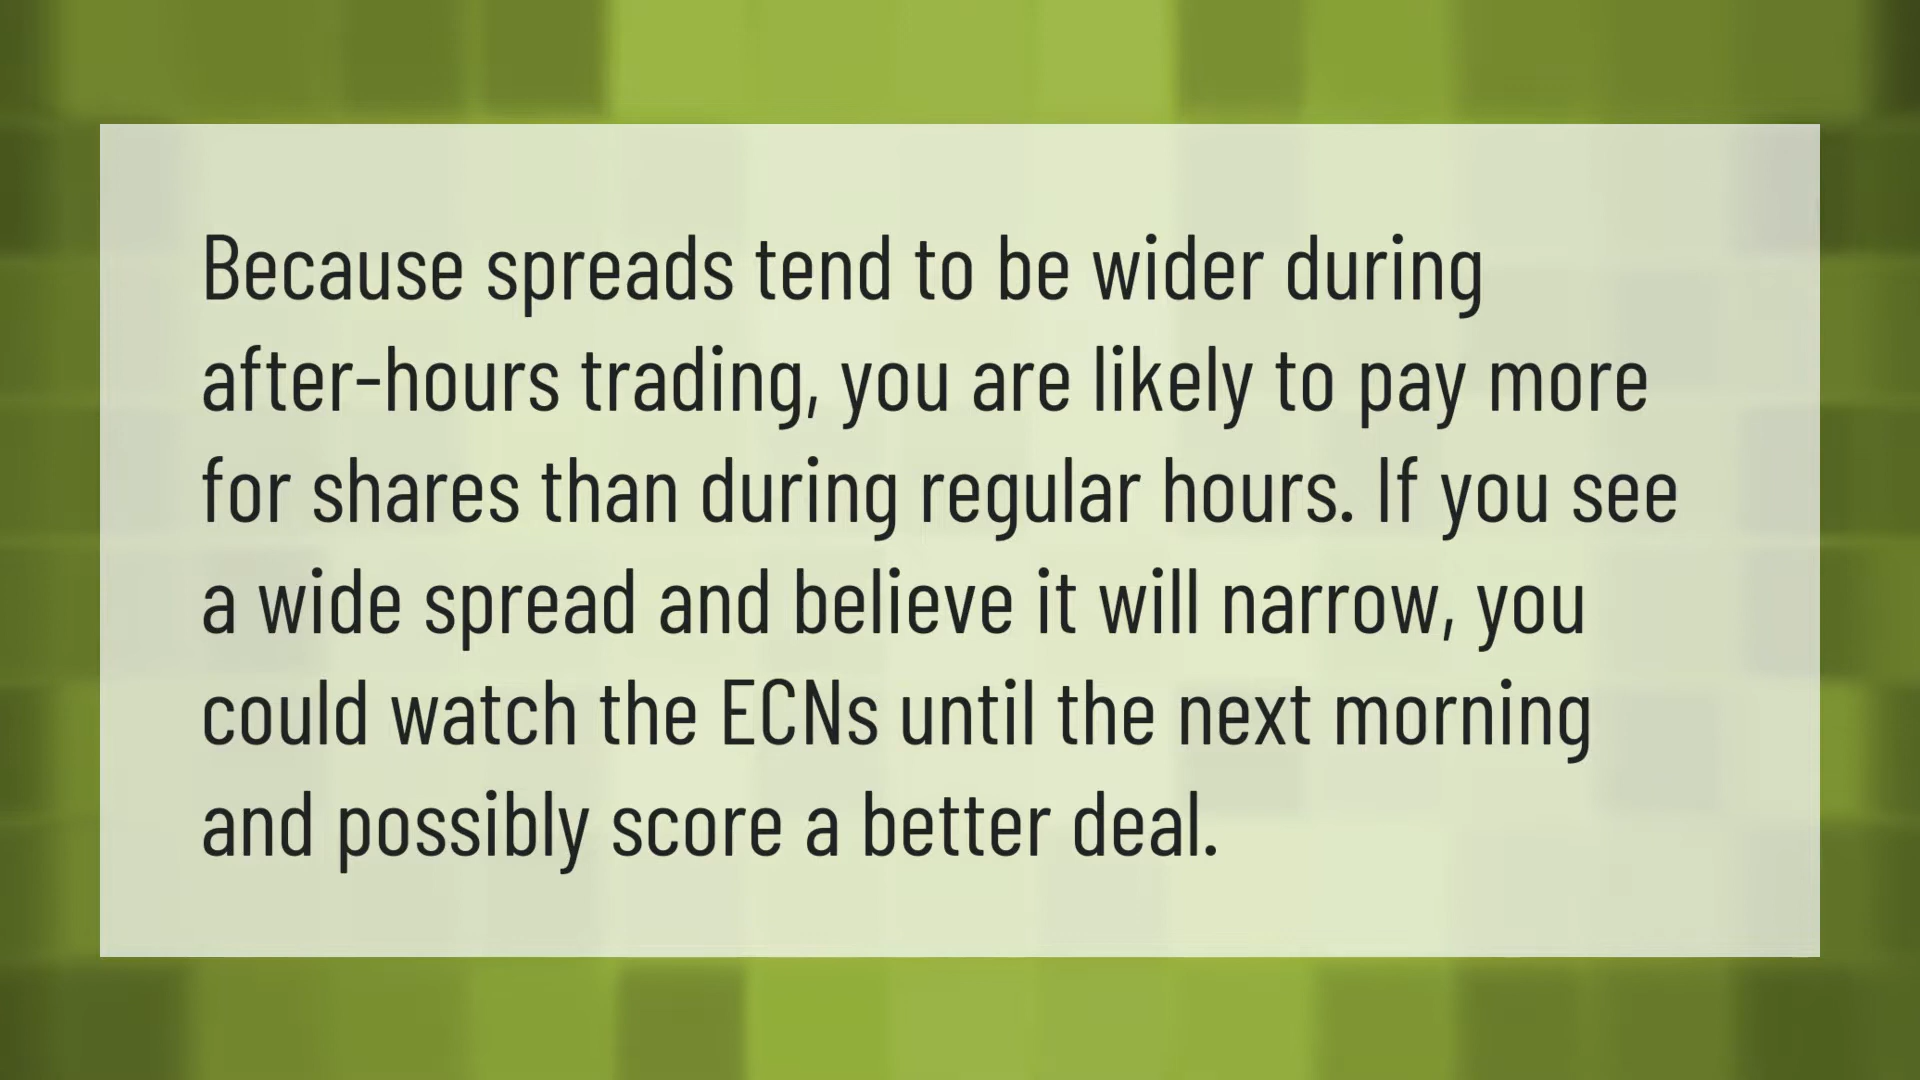 Because spreads tend to be wider during
after-hours trading, you are likely to pay more
for shares than during regular hours. If you see
a wide spread and believe it will narrow, you
could watch the ECNs until the next morning
and possibly score a better deal.